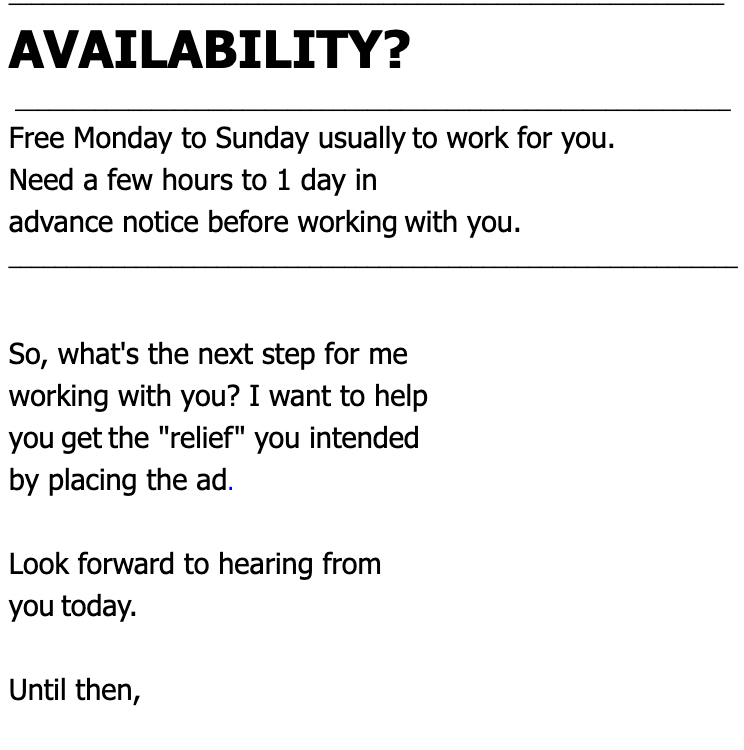 AVAILABILITY?
Free Monday to Sunday usually to work for you.
Need a few hours to 1 day in
advance notice before working with you.
So, what's the next step for me
working with you? I want to help
you get the "relief" you intended
by placing the ad.
Look forward to hearing from
you today.
Until then,